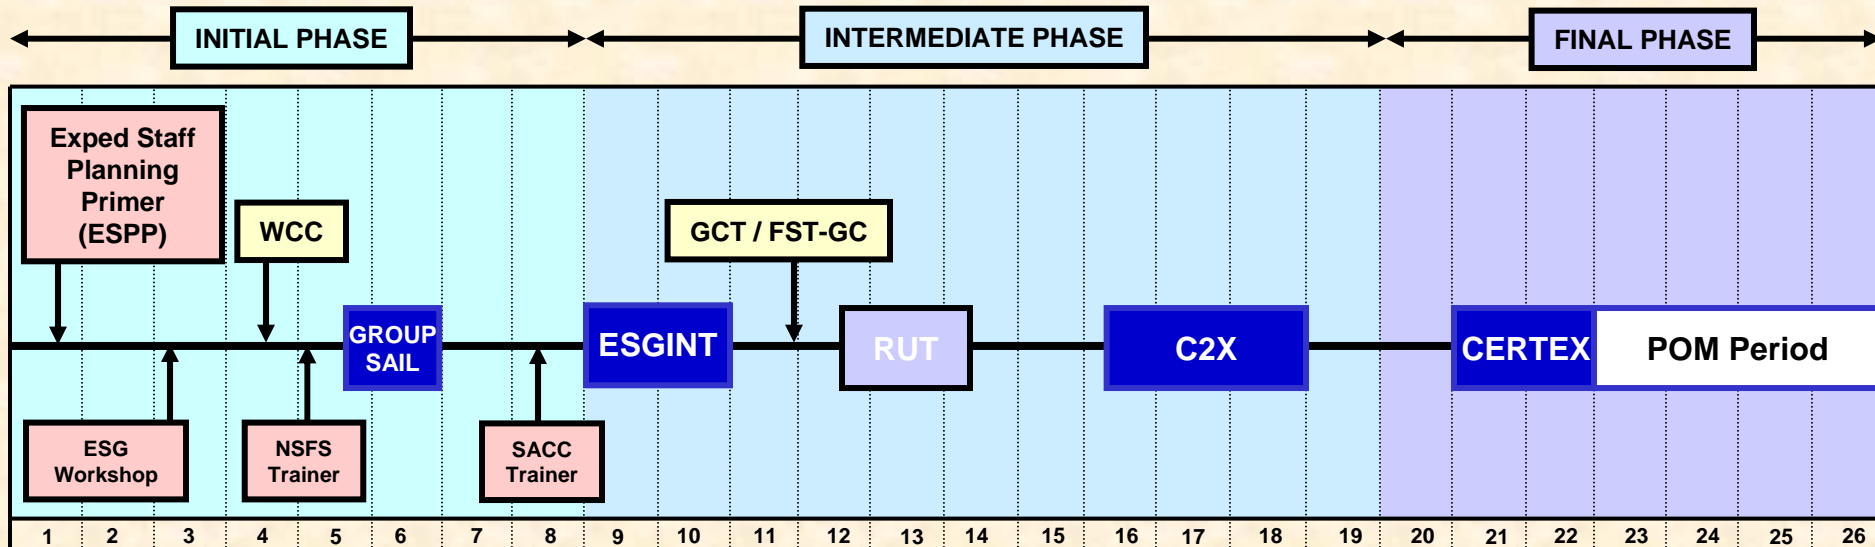 INITIAL PHASE
INTERMEDIATE PHASE
FINAL PHASE
Exped Staff
Planning
Primer
(ESPP)
WCC
GCT / FST-GC
GROUP
SAIL
ESGINT
RUT
C2X
CERTEX
POM Period
ESG
Workshop
NSFS
Trainer
SACC
Trainer
1 2 3 4 5 6 7 8 9 10 11 12 13 14 15 16 17 18 19 20 21 22 23 24 25 26